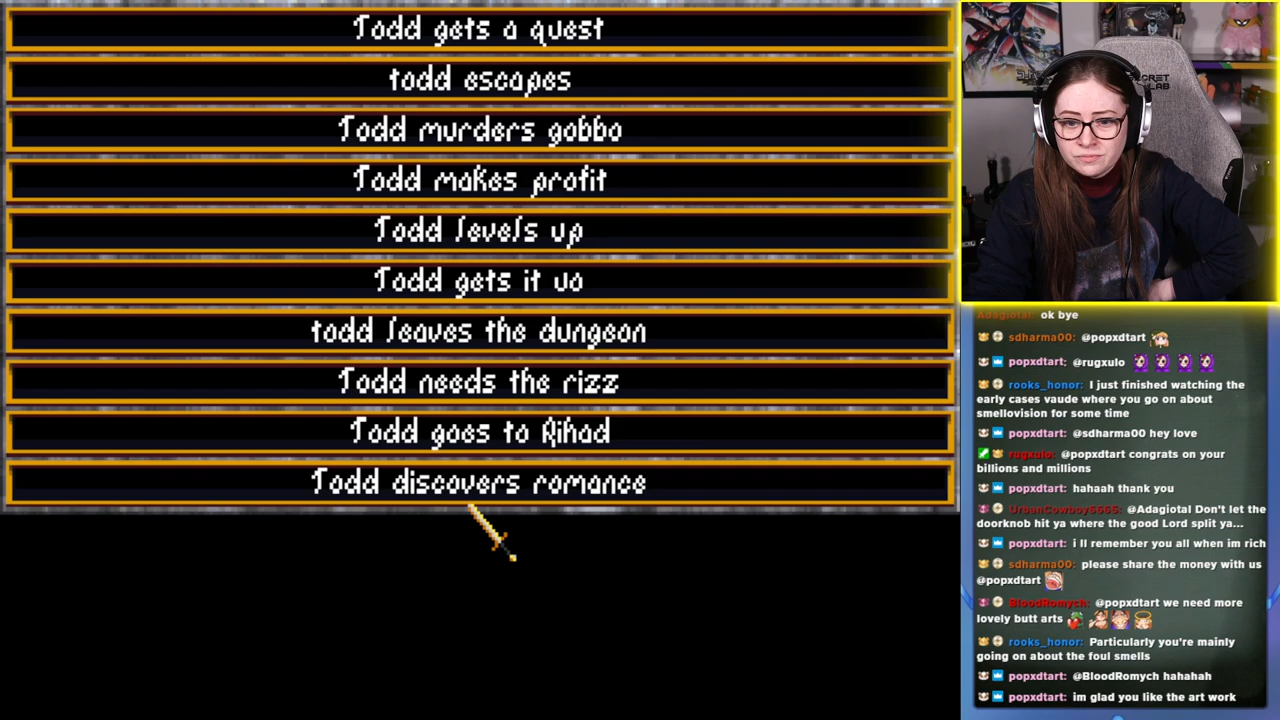 Todd gets a quest
todd escapes
Todd murders gobbo
Todd makes profit
Todd levels up
Todd gets it uo
todd leaves the dungeon
Todd needs the rizz
Todd goes to Rihad
Todd discovers romance
SECRET
LAB
Adagiotal: ok bye
sdharma00: @popxdtart
popxdtart: @rugxulo
rooks_honor: I just finished watching the
early cases vaude where you go on about
smellovision for some time
popxdtart: @sdharma00 hey love
rugxulo: @popxdtart congrats on your
billions and millions
popxdtart: hahaah thank you
UrbanCowboy6665: @Adagiotal Don't let the
doorknob hit ya where the good Lord split ya...
popxdtart: i ll remember you all when im rich
sdharma00: please share the money with us
@popxdtart
BloodRomych: @popxdtart we need more
lovely butt arts
rooks_honor: Particularly you're mainly
going on about the foul smells
popxdtart: @BloodRomych hahahah
popxdtart: im glad you like the art work